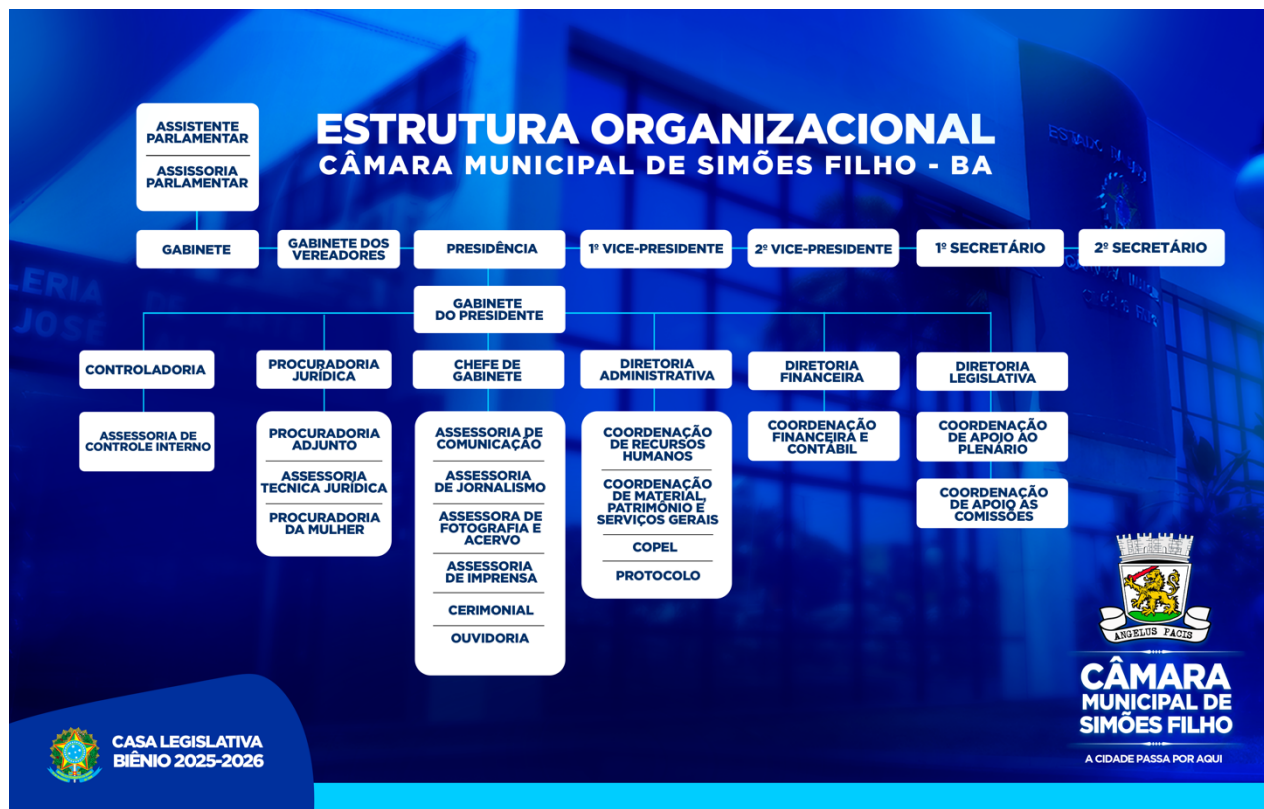 ESTRUTURA ORGANIZACIONAL
CÂMARA MUNICIPAL DE SIMÕES FILHO - BA
ASSISTENTE
PARLAMENTAR
ASSISSORIA
PARLAMENTAR
GABINETE
GABINETE DOS
VEREADORES
PRESIDÊNCIA
1º VICE-PRESIDENTE
2º VICE-PRESIDENTE
1º SECRETÁRIO
2º SECRETÁRIO
GABINETE
DO PRESIDENTE
CONTROLADORIA
PROCURADORIA
JURÍDICA
CHEFE DE
GABINETE
DIRETORIA
ADMINISTRATIVA
DIRETORIA
FINANCEIRA
DIRETORIA
LEGISLATIVA
ASSESSORIA DE
CONTROLE INTERNO
PROCURADORIA
ADJUNTO
ASSESSORIA
TECNICA JURÍDICA
PROCURADORIA
DA MULHER
ASSESSORIA DE
COMUNICAÇÃO
ASSESSORIA
DE JORNALISMO
ASSESSORA DE
FOTOGRAFIA E
ACERVO
ASSESSORIA
DE IMPRENSA
CERIMONIAL
OUVIDORIA
COORDENAÇÃO
DE RECURSOS
HUMANOS
COORDENAÇÃO
DE MATERIAL,
PATRIMÔNIO E
SERVIÇOS GERAIS
COPEL
PROTOCOLO
COORDENAÇÃO
FINANCEIRA E
CONTÁBIL
COORDENAÇÃO
DE APOIO AO
PLENÁRIO
COORDENAÇÃO
DE APOIO AS
COMISSÕES
LERIA DE
JOSÉ
ANGELUS PACIS
CÂMARA
MUNICIPAL DE
SIMÕES FILHO
A CIDADE PASSA POR AQUI
CASA LEGISLATIVA
BIÊNIO 2025-2026